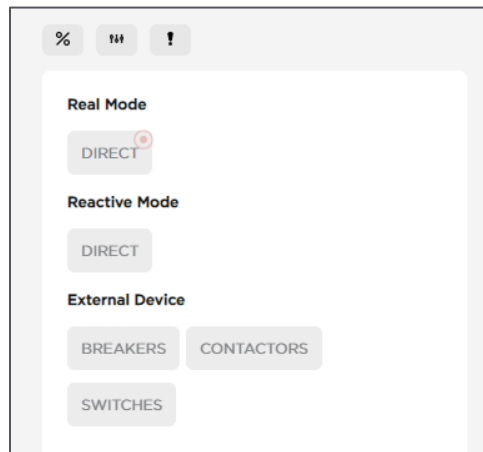 % !
Real Mode
DIRECT
Reactive Mode
DIRECT
External Device
BREAKERS CONTACTORS
SWITCHES